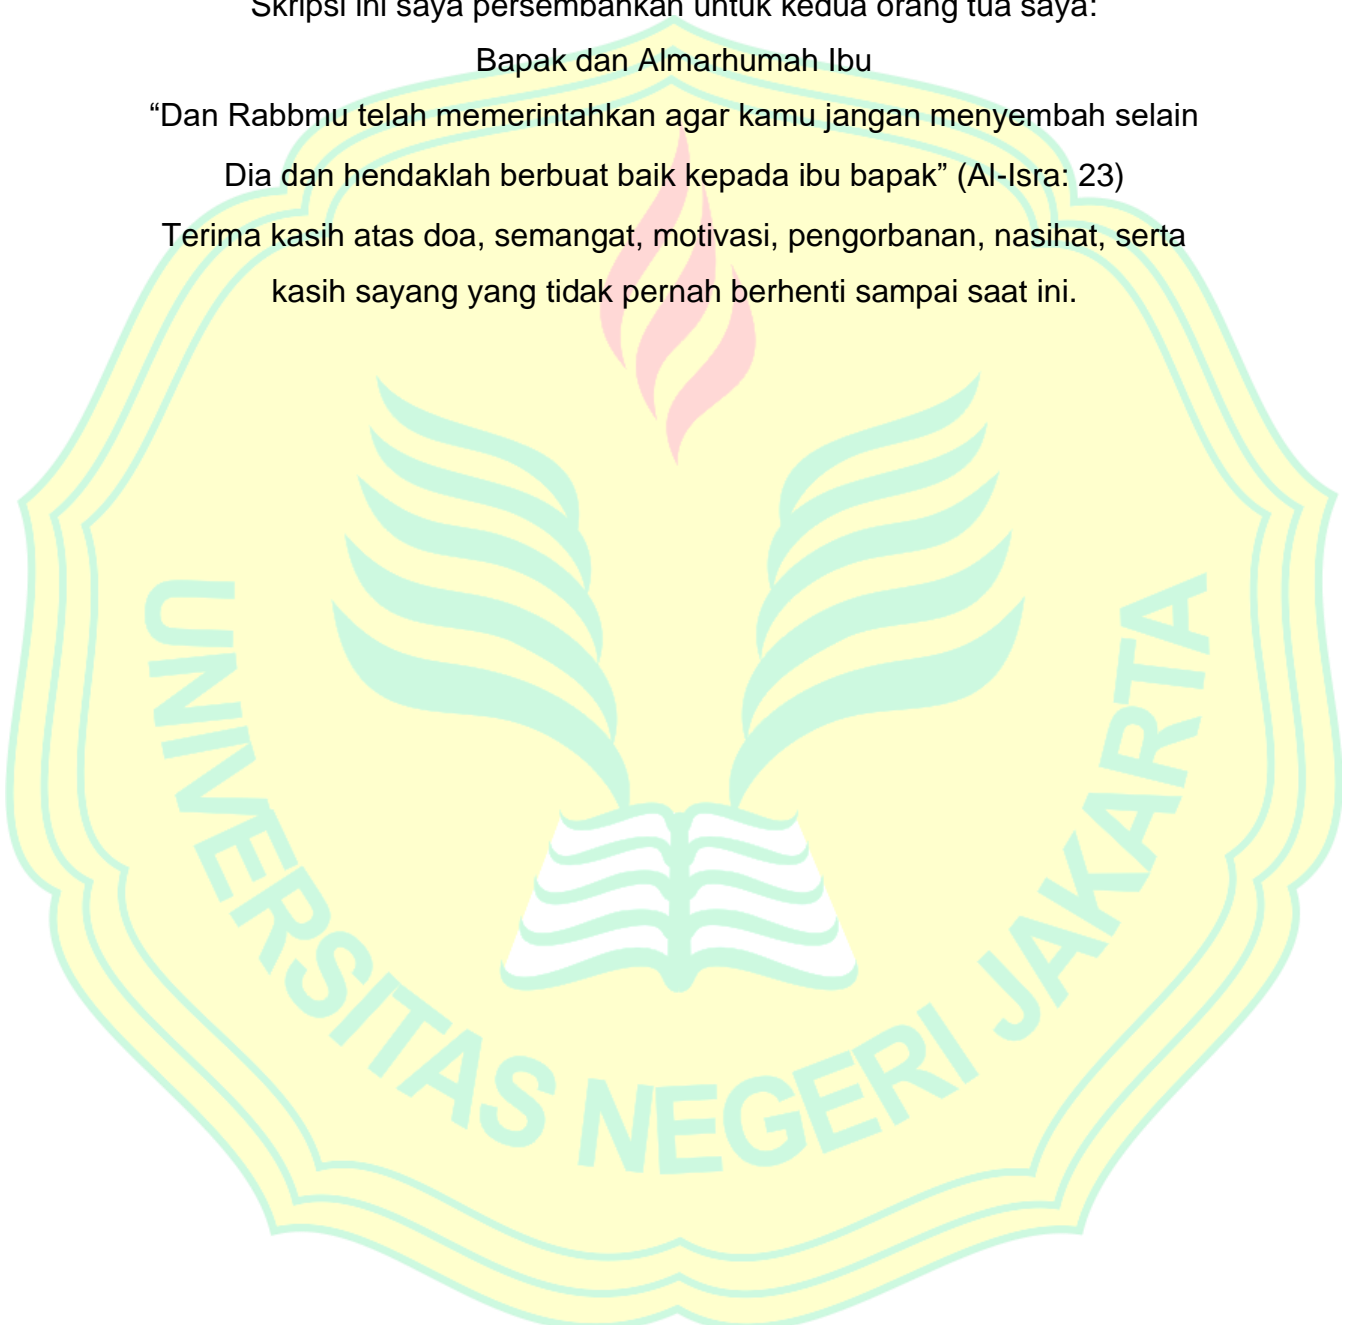 Skripsi ini saya persembahkan untuk kedua orang tua saya:
Bapak dan Almarhumah Ibu
“Dan Rabbmu telah memerintahkan agar kamu jangan menyembah selain
Dia dan hendaklah berbuat baik kepada ibu bapak” (Al-Isra: 23)
Terima kasih atas doa, semangat, motivasi, pengorbanan, nasihat, serta
kasih sayang yang tidak pernah berhenti sampai saat ini.
UNIVERSITAS NEGERI JAKARTA